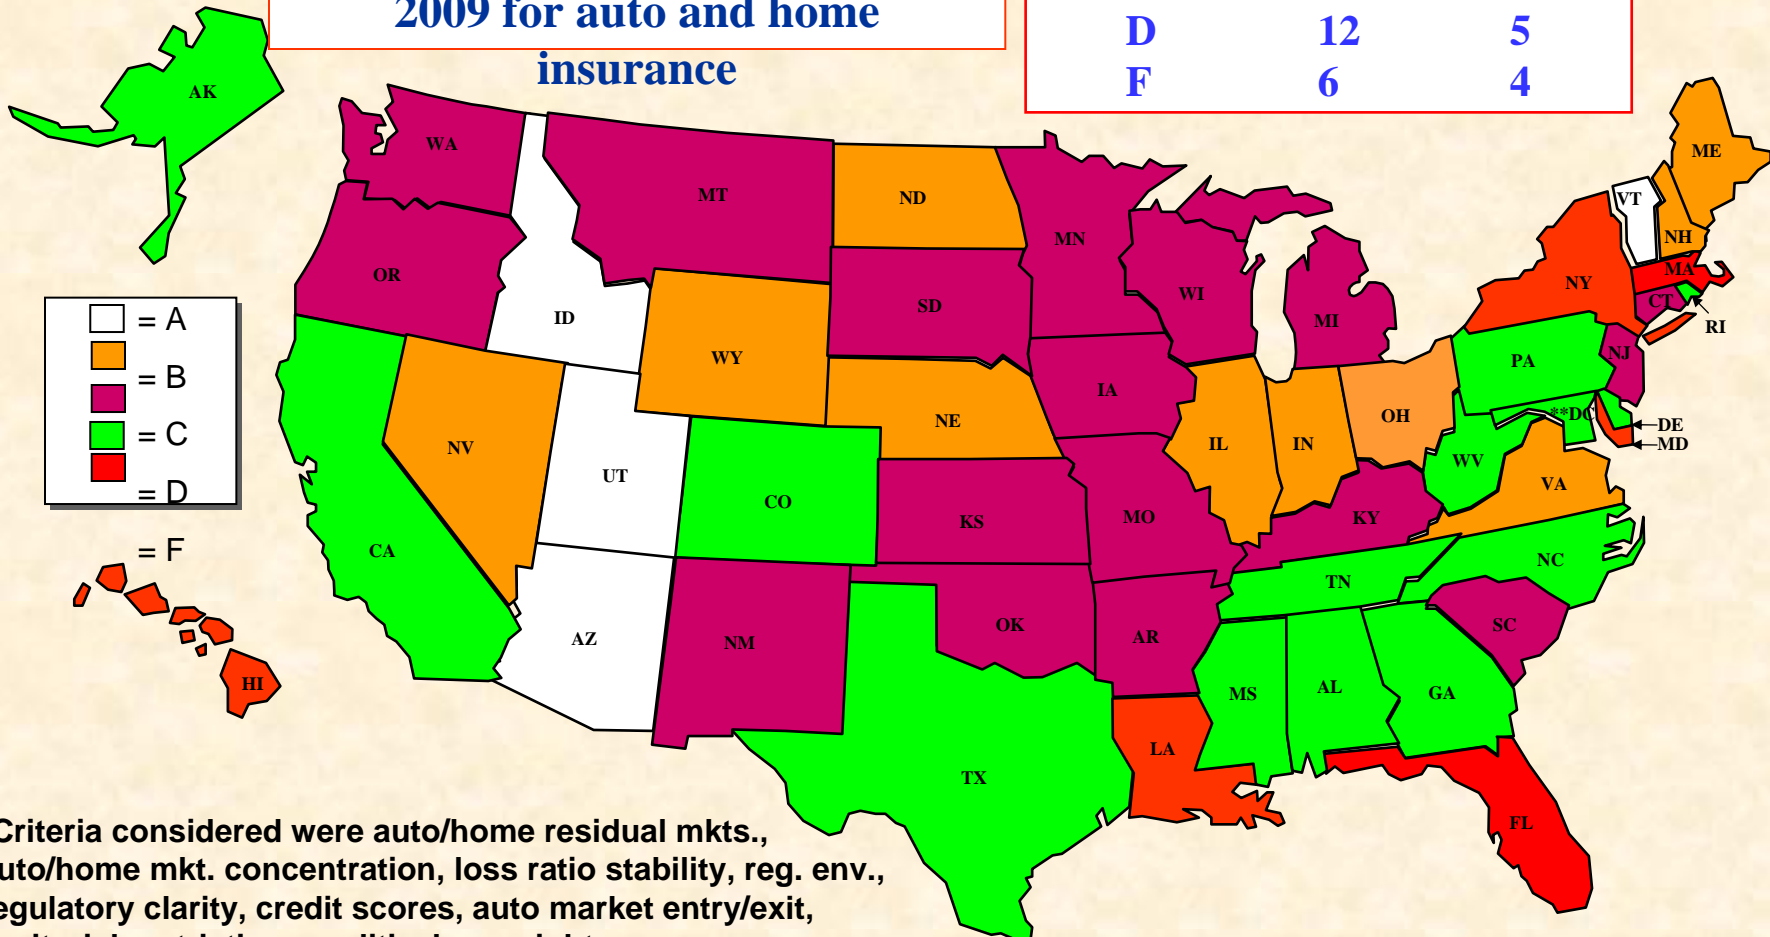 2009 for auto and home
insurance
D 12 5
F 6 4
AK
WA
MT
ND
MN
ME
VT
NH
OR
ID
SD
WI
MI
NY
MA
CT
RI
= A
= B
= C
= D
= F
WY
IA
NE
PA
NJ
NV
UT
CO
IL
IN
OH
**DC
DE
MD
WV
VA
CA
KS
MO
KY
NC
TN
AZ
NM
OK
AR
SC
HI
MS
AL
GA
TX
LA
FL
Criteria considered were auto/home residual mkts.,
uto/home mkt. concentration, loss ratio stability, reg. env.,
egulatory clarity, credit scores, auto market entry/exit,